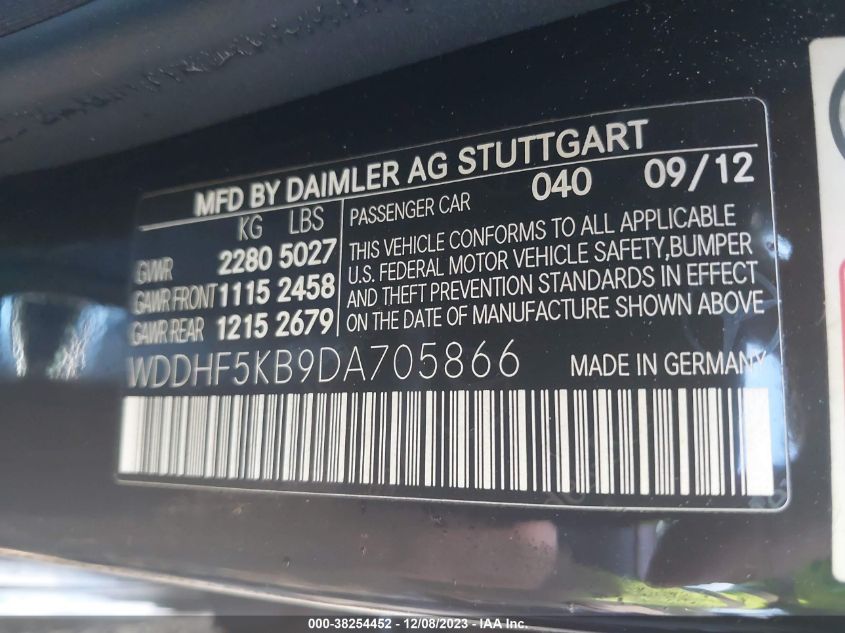 MFD BY DAIMLER AG STUTTGART
KG LBS
GVWR 2280 5027
GAWR FRONT 1115 2458
GAWR REAR 1215 2679
PASSENGER CAR 040 09/12
THIS VEHICLE CONFORMS TO ALL APPLICABLE
U.S. FEDERAL MOTOR VEHICLE SAFETY,BUMPER
AND THEFT PREVENTION STANDARDS IN EFFECT
ON THE DATE OF MANUFACTURE SHOWN ABOVE
WDDHF5KB9DA705866 MADE IN GERMANY
000-38254452 - 12/08/2023 - IAA Inc.